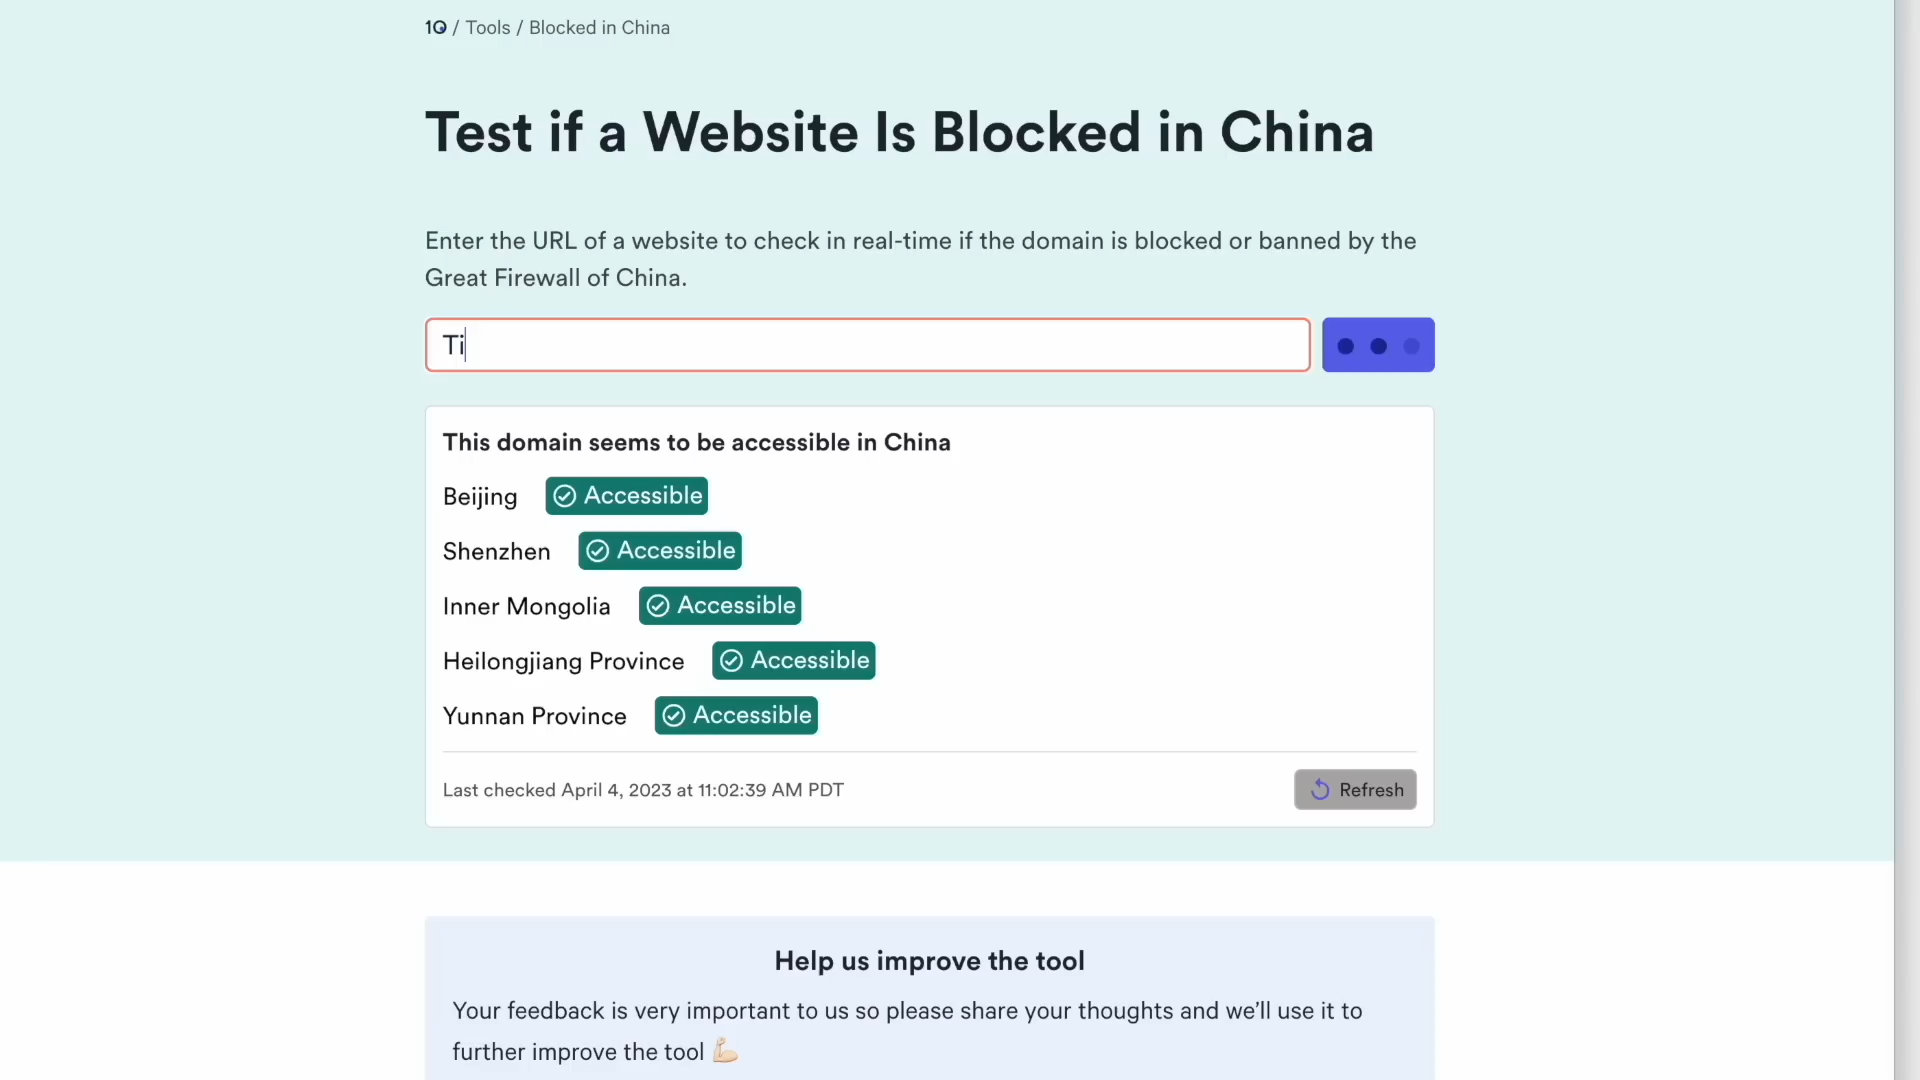 1O / Tools / Blocked in China
Test if a Website Is Blocked in China
Enter the URL of a website to check in real-time if the domain is blocked or banned by the
Great Firewall of China.
Ti
This domain seems to be accessible in China
Beijing Accessible
Shenzhen Accessible
Inner Mongolia Accessible
Heilongjiang Province Accessible
Yunnan Province Accessible
Last checked April 4, 2023 at 11:02:39 AM PDT
Refresh
Help us improve the tool
Your feedback is very important to us so please share your thoughts and we’ll use it to
further improve the tool 💪🏻